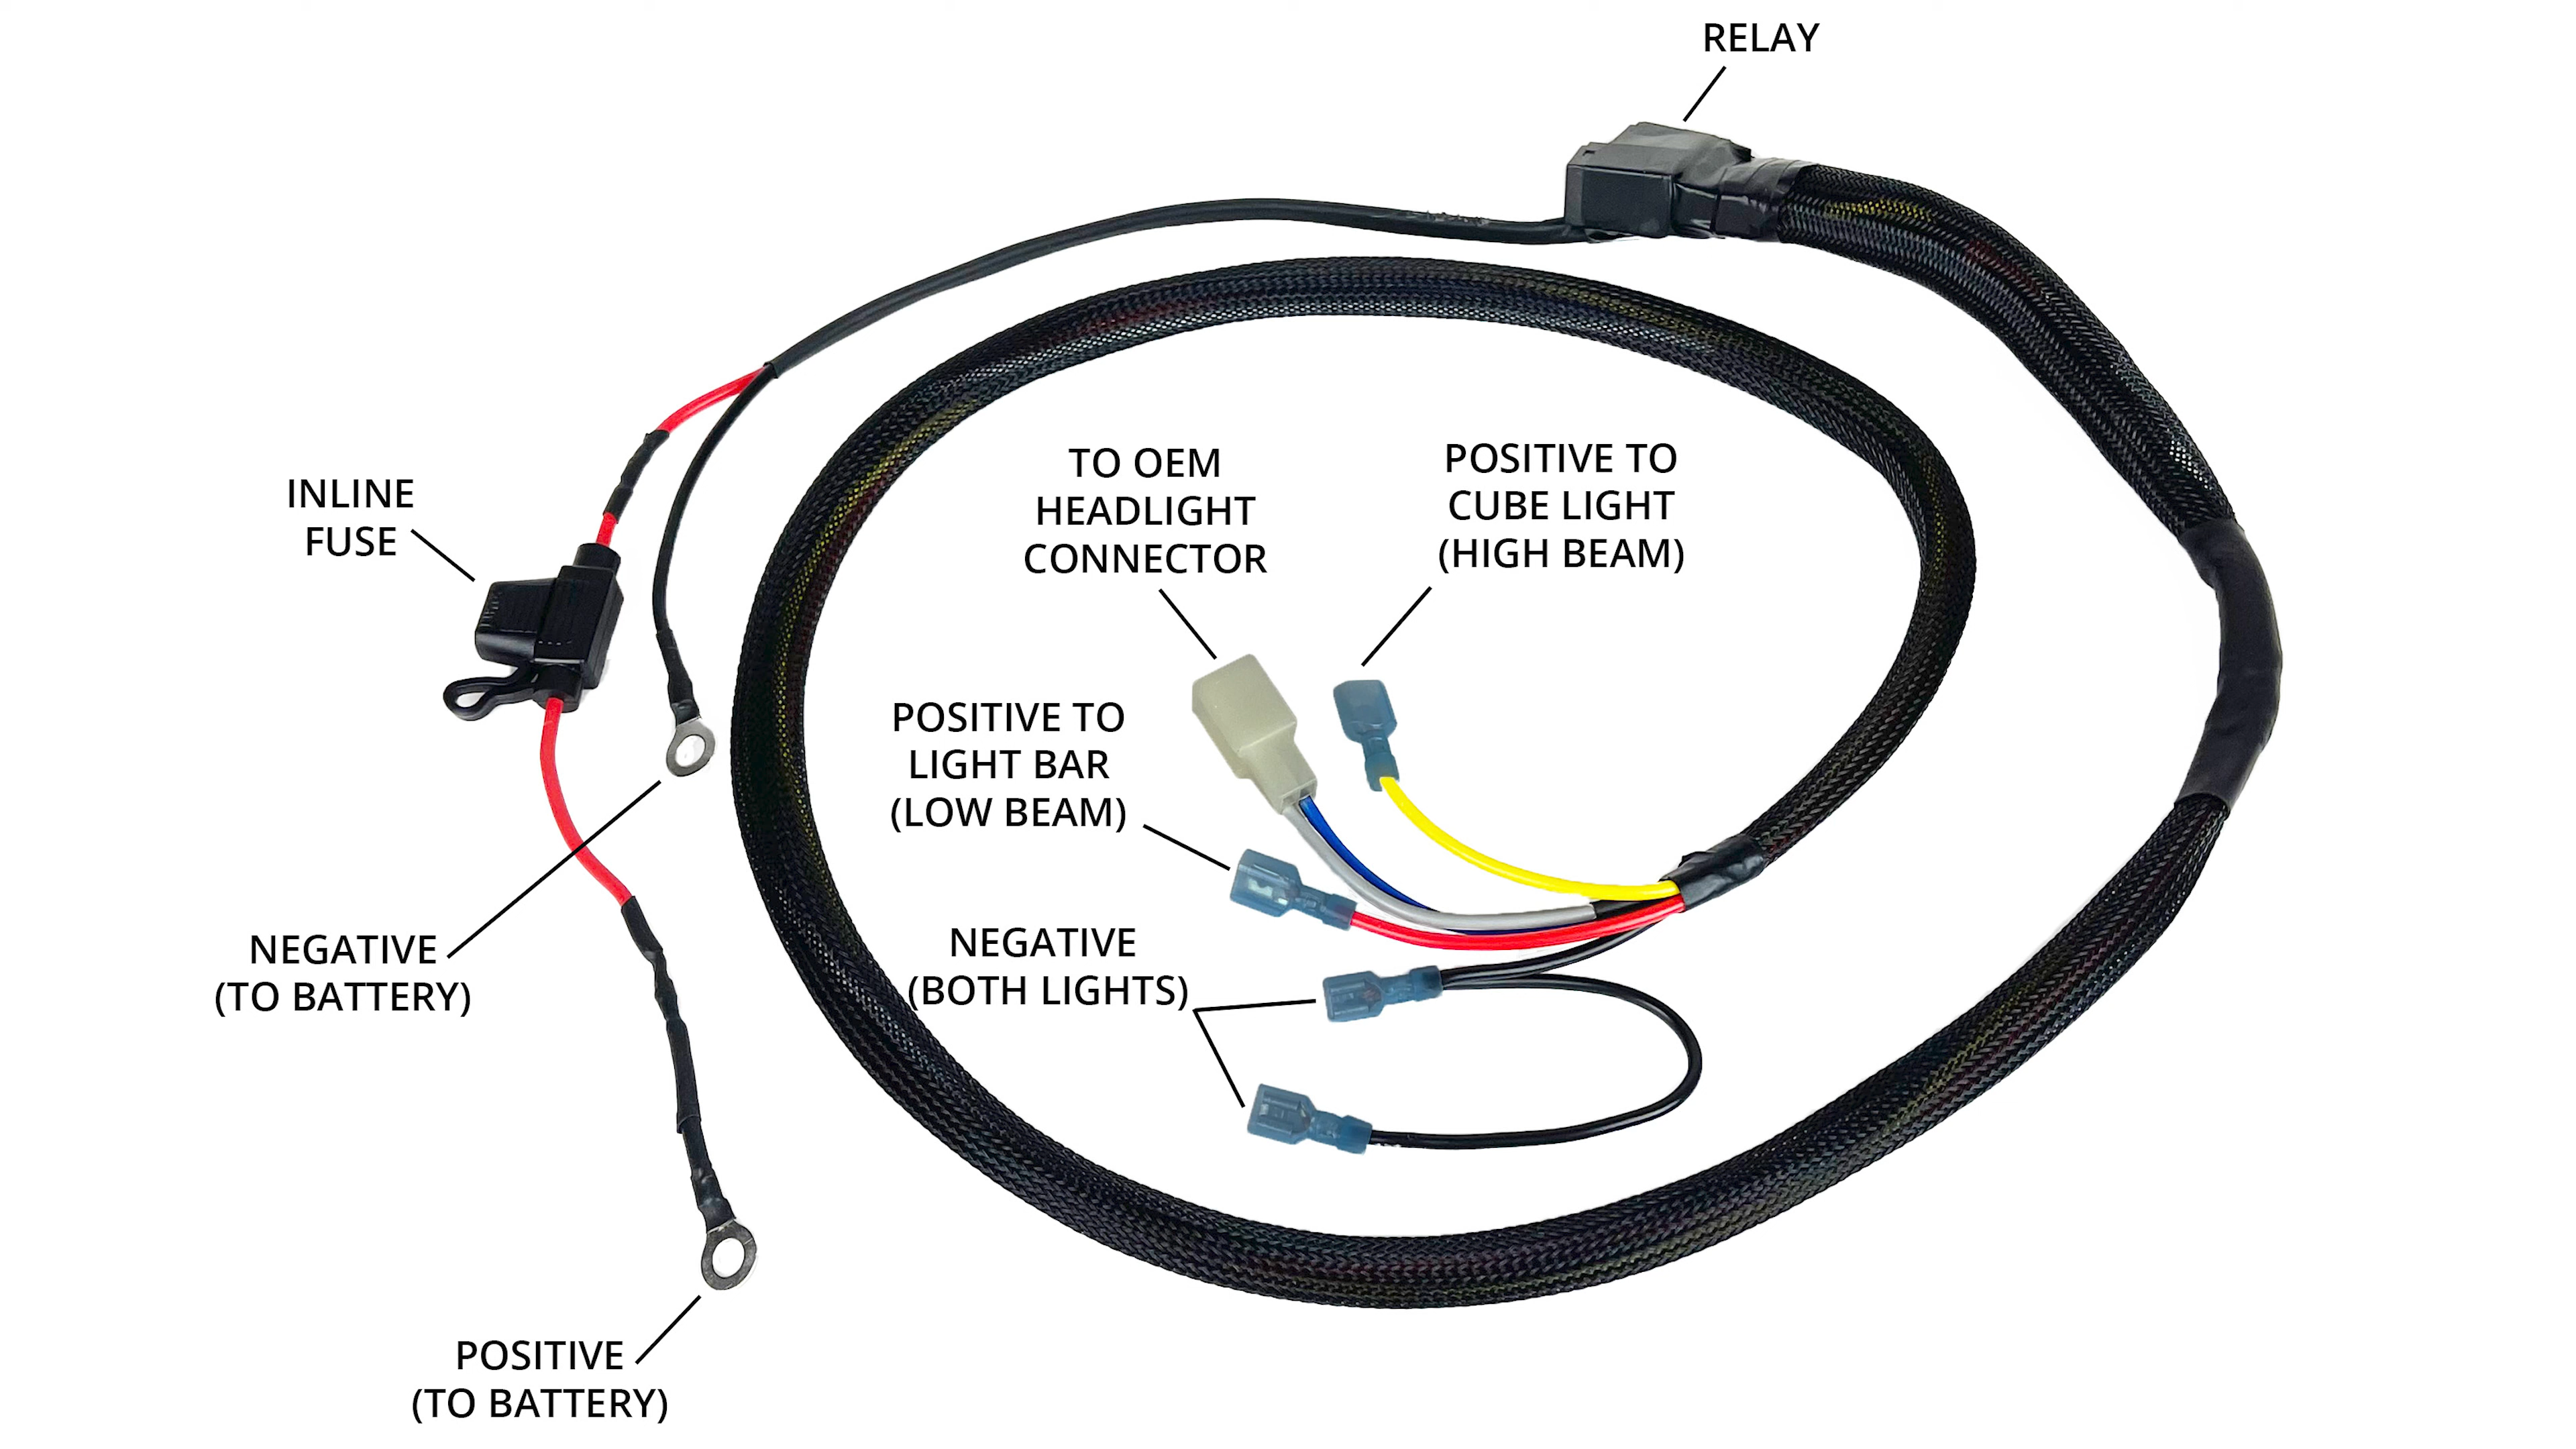 RELAY
INLINE
FUSE
TO OEM
HEADLIGHT
CONNECTOR
POSITIVE TO
CUBE LIGHT
(HIGH BEAM)
POSITIVE TO
LIGHT BAR
(LOW BEAM)
NEGATIVE
(TO BATTERY)
NEGATIVE
(BOTH LIGHTS)
POSITIVE
(TO BATTERY)